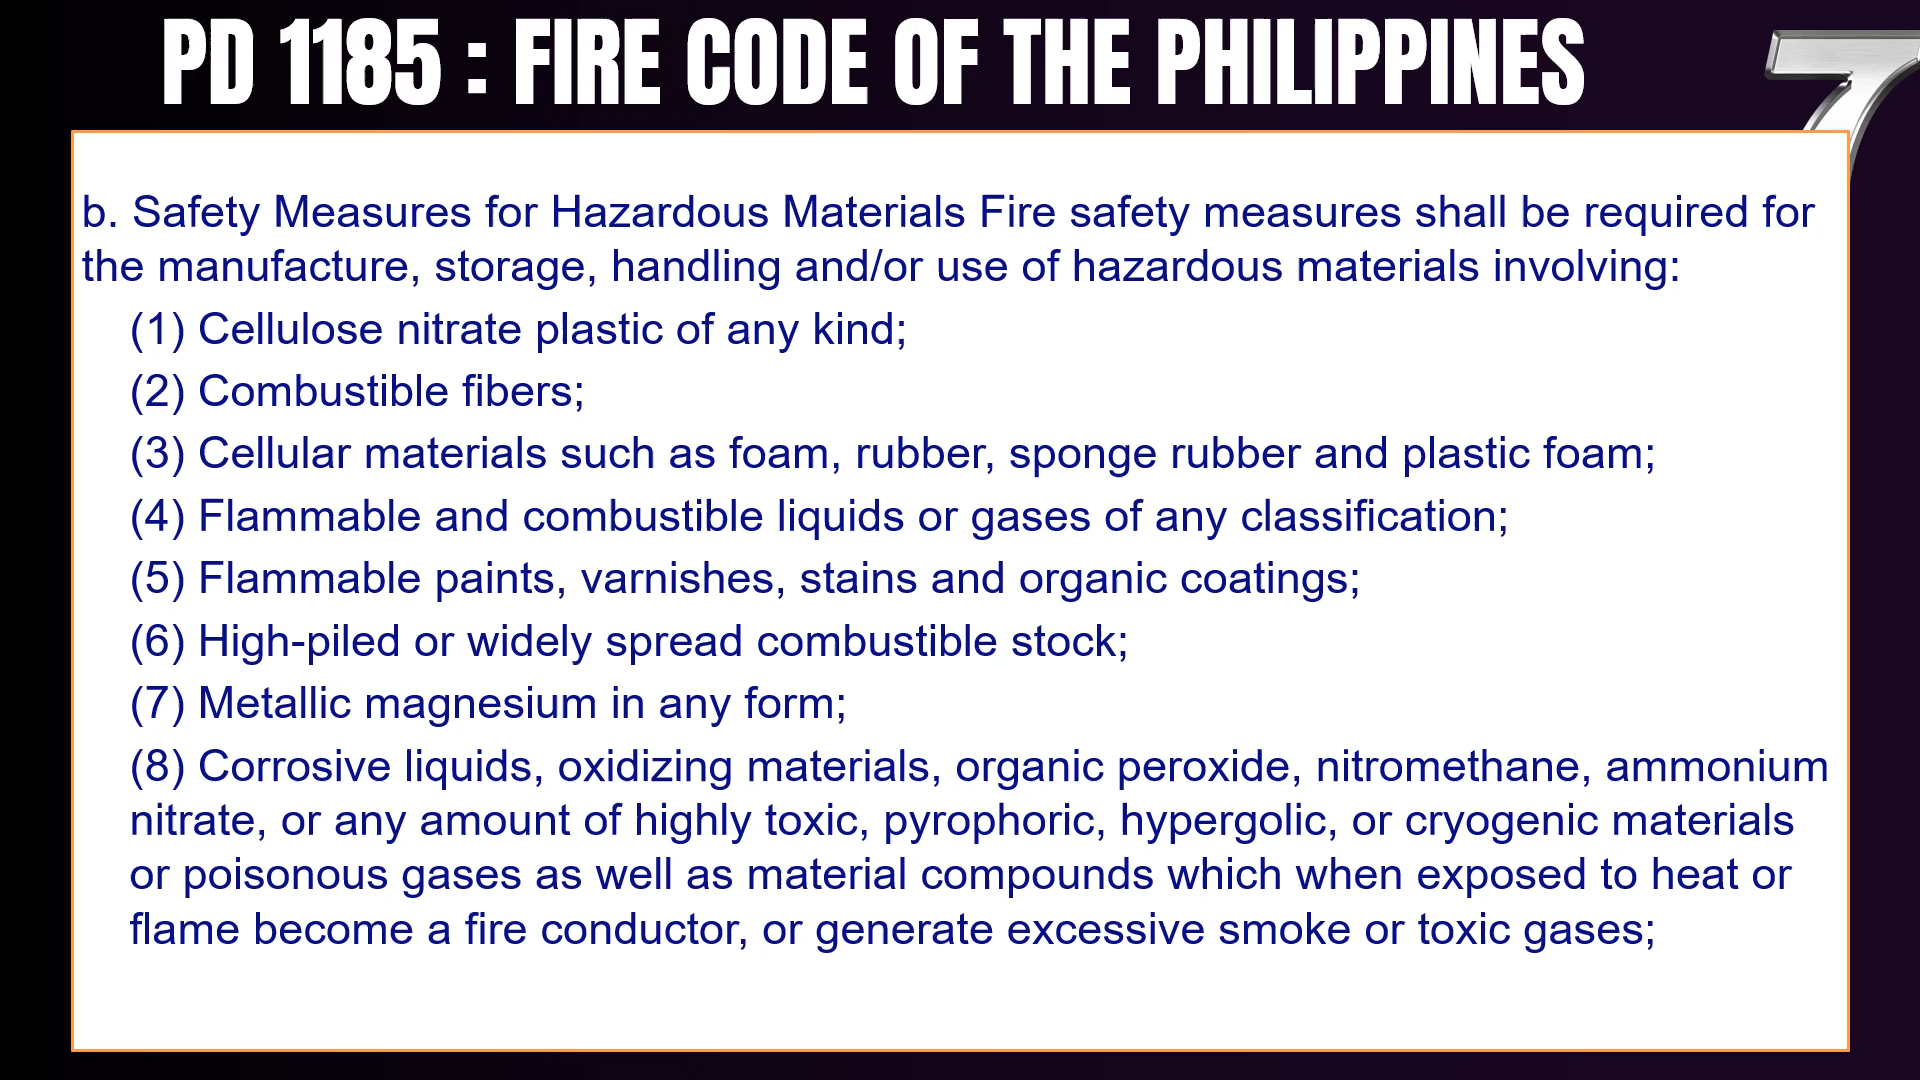 PD 1185 : FIRE CODE OF THE PHILIPPINES
7
b. Safety Measures for Hazardous Materials Fire safety measures shall be required for
the manufacture, storage, handling and/or use of hazardous materials involving:
(1) Cellulose nitrate plastic of any kind;
(2) Combustible fibers;
(3) Cellular materials such as foam, rubber, sponge rubber and plastic foam;
(4) Flammable and combustible liquids or gases of any classification;
(5) Flammable paints, varnishes, stains and organic coatings;
(6) High-piled or widely spread combustible stock;
(7) Metallic magnesium in any form;
(8) Corrosive liquids, oxidizing materials, organic peroxide, nitromethane, ammonium
nitrate, or any amount of highly toxic, pyrophoric, hypergolic, or cryogenic materials
or poisonous gases as well as material compounds which when exposed to heat or
flame become a fire conductor, or generate excessive smoke or toxic gases;